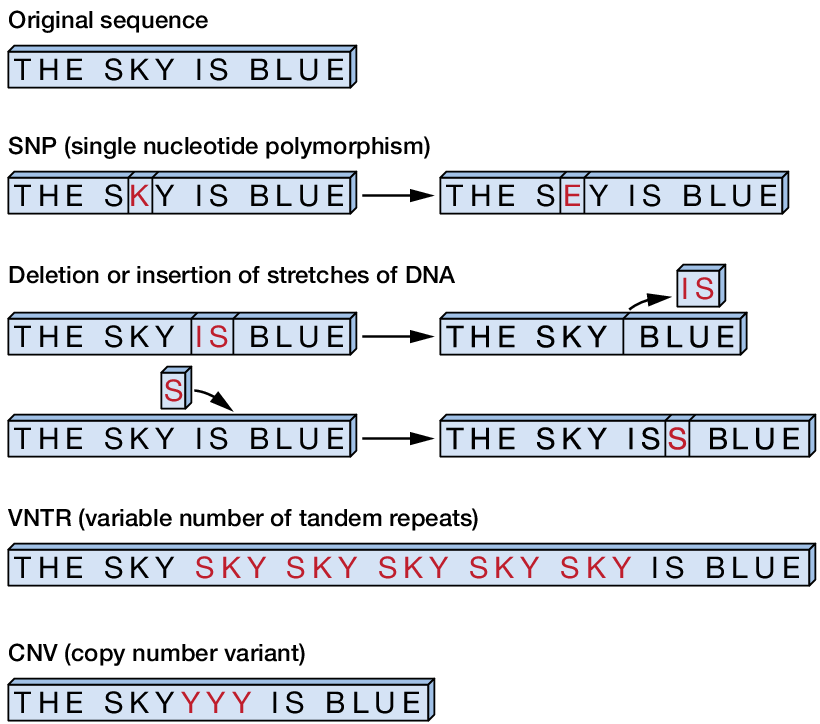 Original sequence
THE SKY IS BLUE
SNP (single nucleotide polymorphism)
THE SKY IS BLUE THE SEY IS BLUE
Deletion or insertion of stretches of DNA
IS
THE SKY IS BLUE THE SKY BLUE
S
THE SKY IS BLUE THE SKY ISS BLUE
VNTR (variable number of tandem repeats)
THE SKY SKY SKY SKY SKY SKY IS BLUE
CNV (copy number variant)
THE SKYYYY IS BLUE